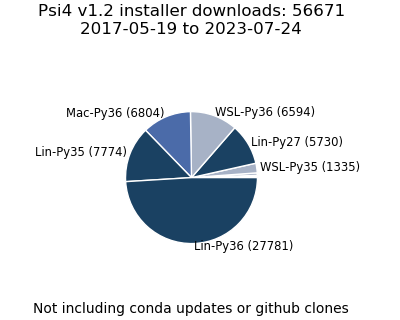 Psi4 v1.2 installer downloads: 56671
2017-05-19 to 2023-07-24
Mac-Py36 (6804)
WSL-Py36 (6594)
Lin-Py27 (5730)
Lin-Py35 (7774)
WSL-Py35 (1335)
Lin-Py36 (27781)
Not including conda updates or github clones